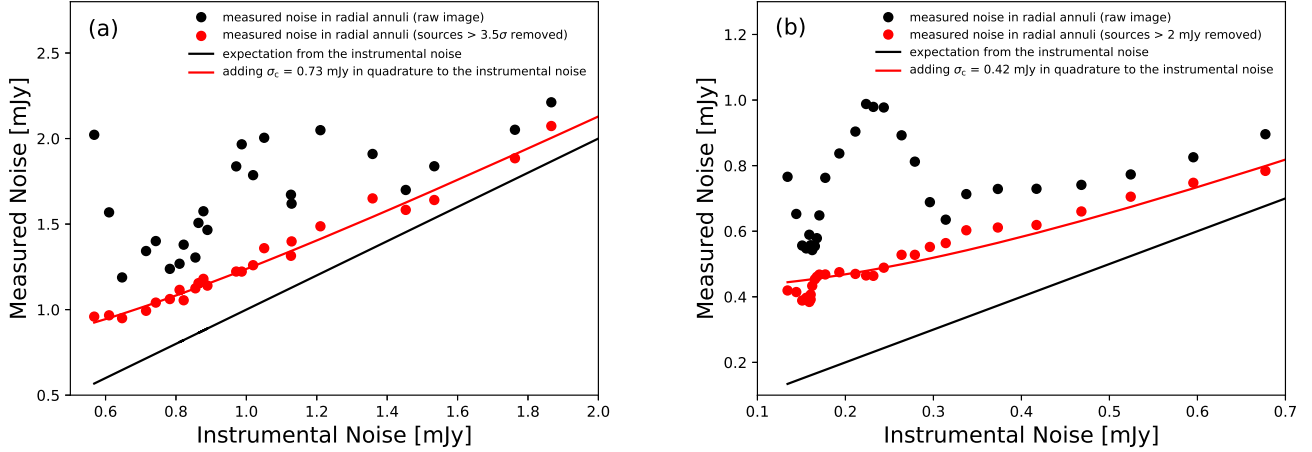 (a)
measured noise in radial annuli (raw image)
measured noise in radial annuli (sources > 3.5σ removed)
expectation from the instrumental noise
adding σc = 0.73 mJy in quadrature to the instrumental noise
Measured Noise [mJy]
2.5
2.0
1.5
1.0
0.5
0.6 0.8 1.0 1.2 1.4 1.6 1.8 2.0
Instrumental Noise [mJy]
(b)
measured noise in radial annuli (raw image)
measured noise in radial annuli (sources > 2 mJy removed)
expectation from the instrumental noise
adding σc = 0.42 mJy in quadrature to the instrumental noise
Measured Noise [mJy]
1.2
1.0
0.8
0.6
0.4
0.2
0.1 0.2 0.3 0.4 0.5 0.6 0.7
Instrumental Noise [mJy]